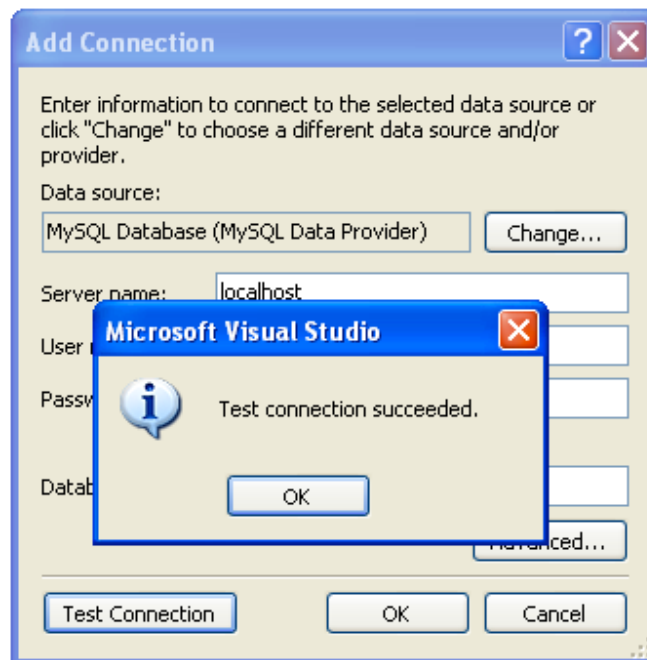 Add Connection
Enter information to connect to the selected data source or
click "Change" to choose a different data source and/or
provider.
Data source:
MySQL Database (MySQL Data Provider)
Change...
Server name:
localhost
Microsoft Visual Studio
User
Test connection succeeded.
OK
Advanced...
Test Connection
OK
Cancel